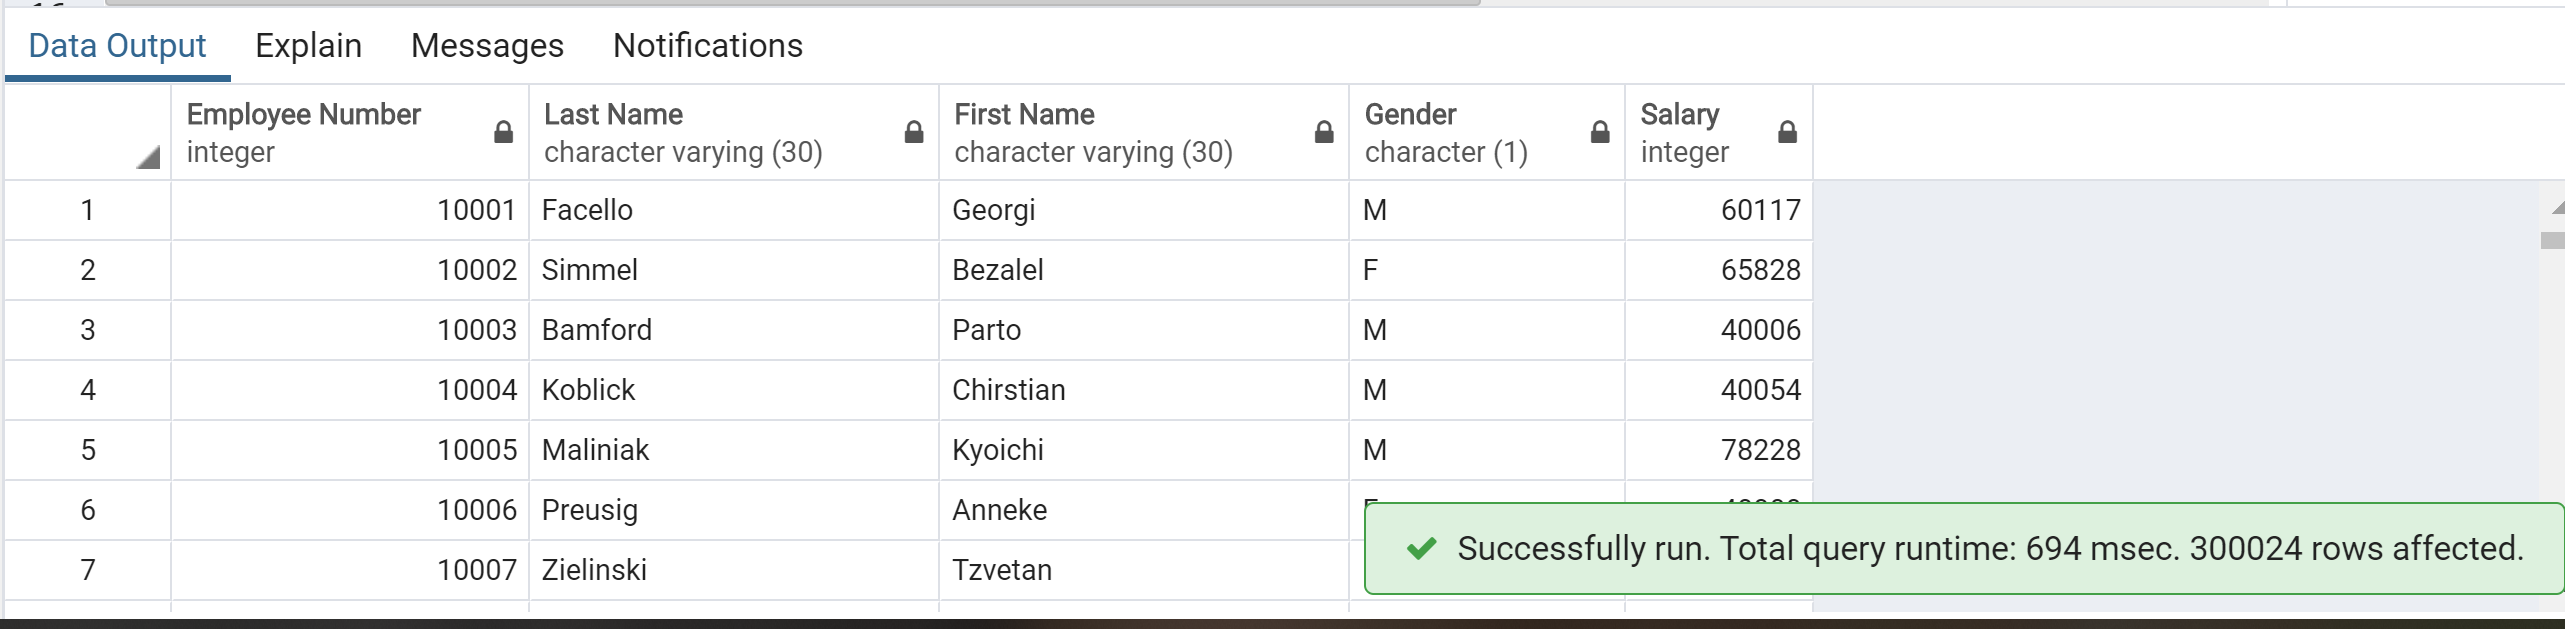 Data Output Explain Messages Notifications
Employee Number Last Name First Name Gender Salary
integer character varying (30) character varying (30) character (1) integer
1 10001 Facello Georgi M 60117
2 10002 Simmel Bezalel F 65828
3 10003 Bamford Parto M 40006
4 10004 Koblick Chirstian M 40054
5 10005 Maliniak Kyoichi M 78228
6 10006 Preusig Anneke
Successfully run. Total query runtime: 694 msec. 300024 rows affected.
7 10007 Zielinski Tzvetan